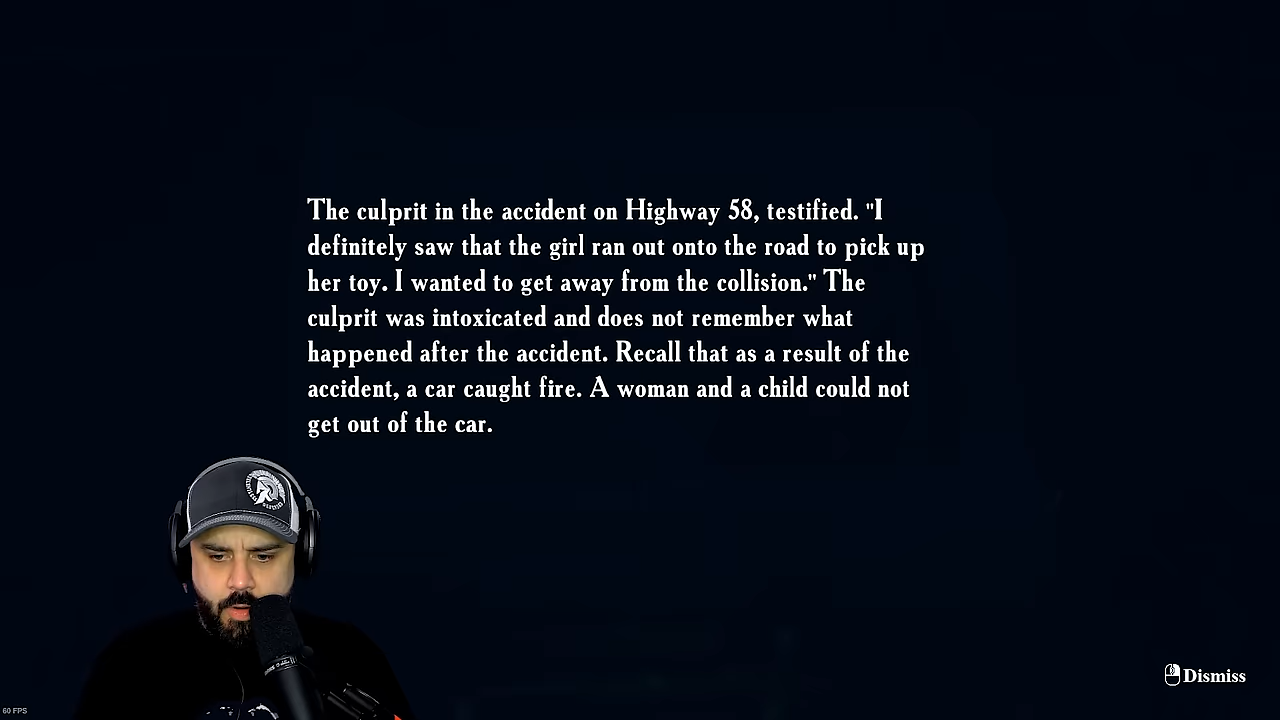 The culprit in the accident on Highway 58, testified. "I
definitely saw that the girl ran out onto the road to pick up
her toy. I wanted to get away from the collision." The
culprit was intoxicated and does not remember what
happened after the accident. Recall that as a result of the
accident, a car caught fire. A woman and a child could not
get out of the car.
Dismiss
60 FPS